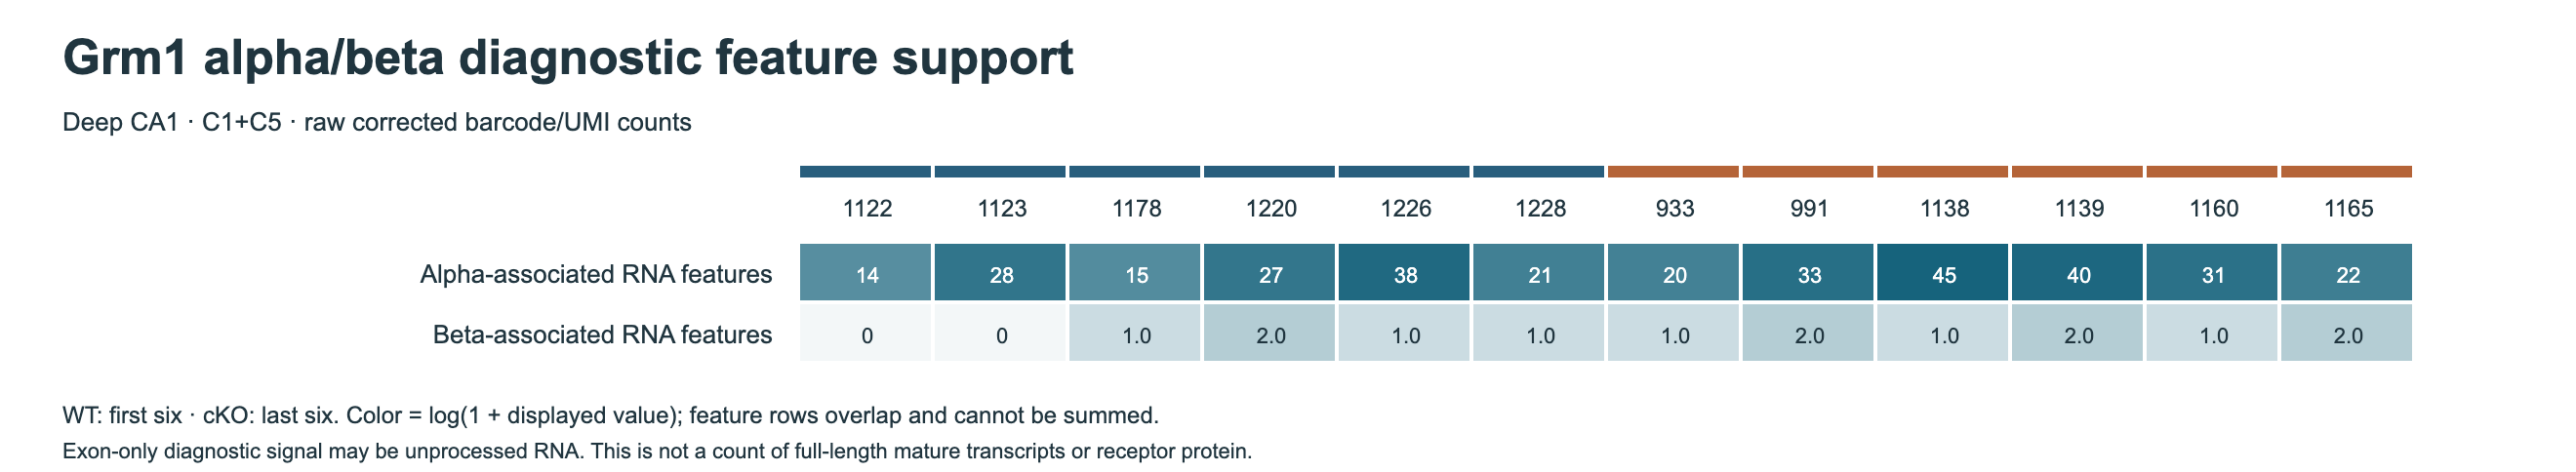 Grm1 alpha/beta diagnostic feature support
Deep CA1 · C1+C5 · raw corrected barcode/UMI counts
1122 1123 1178 1220 1226 1228 933 991 1138 1139 1160 1165
Alpha-associated RNA features 14 28 15 27 38 21 20 33 45 40 31 22
Beta-associated RNA features 0 0 1.0 2.0 1.0 1.0 1.0 2.0 1.0 2.0 1.0 2.0
WT: first six · cKO: last six. Color = log(1 + displayed value); feature rows overlap and cannot be summed.
Exon-only diagnostic signal may be unprocessed RNA. This is not a count of full-length mature transcripts or receptor protein.